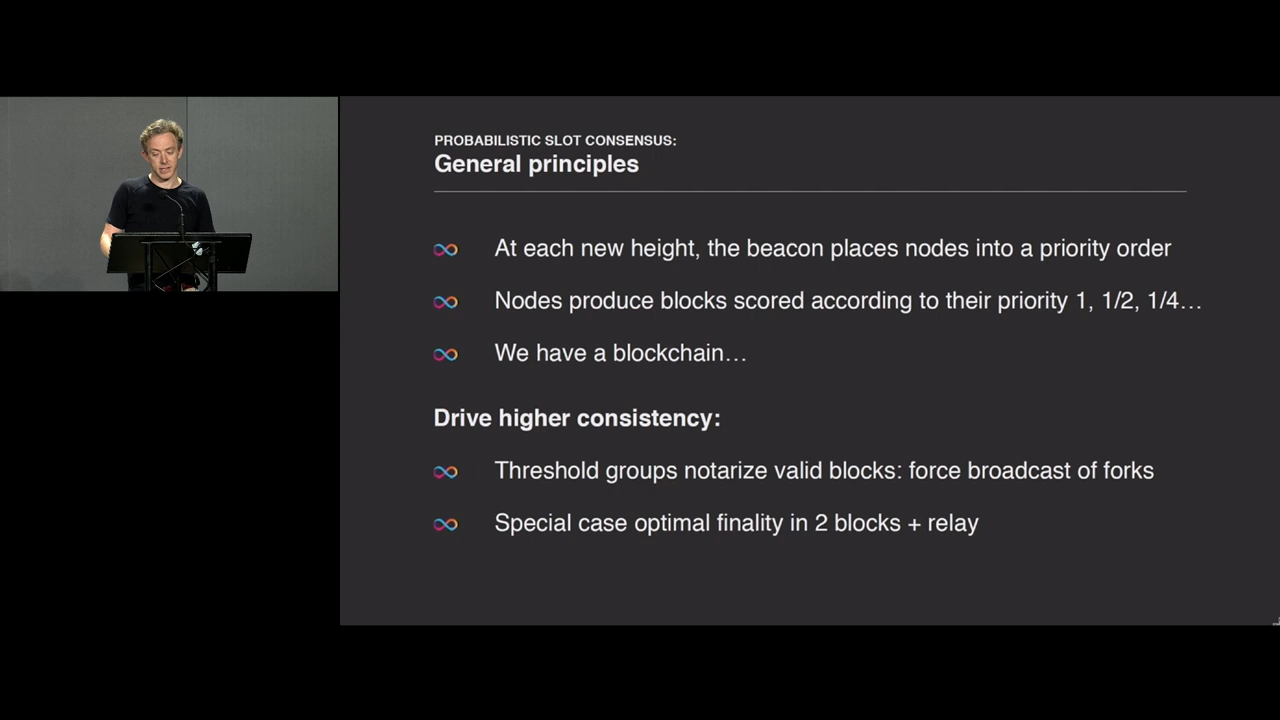 PROBABILISTIC SLOT CONSENSUS:
General principles
At each new height, the beacon places nodes into a priority order
Nodes produce blocks scored according to their priority 1, 1/2, 1/4…
We have a blockchain…
Drive higher consistency:
Threshold groups notarize valid blocks: force broadcast of forks
Special case optimal finality in 2 blocks + relay